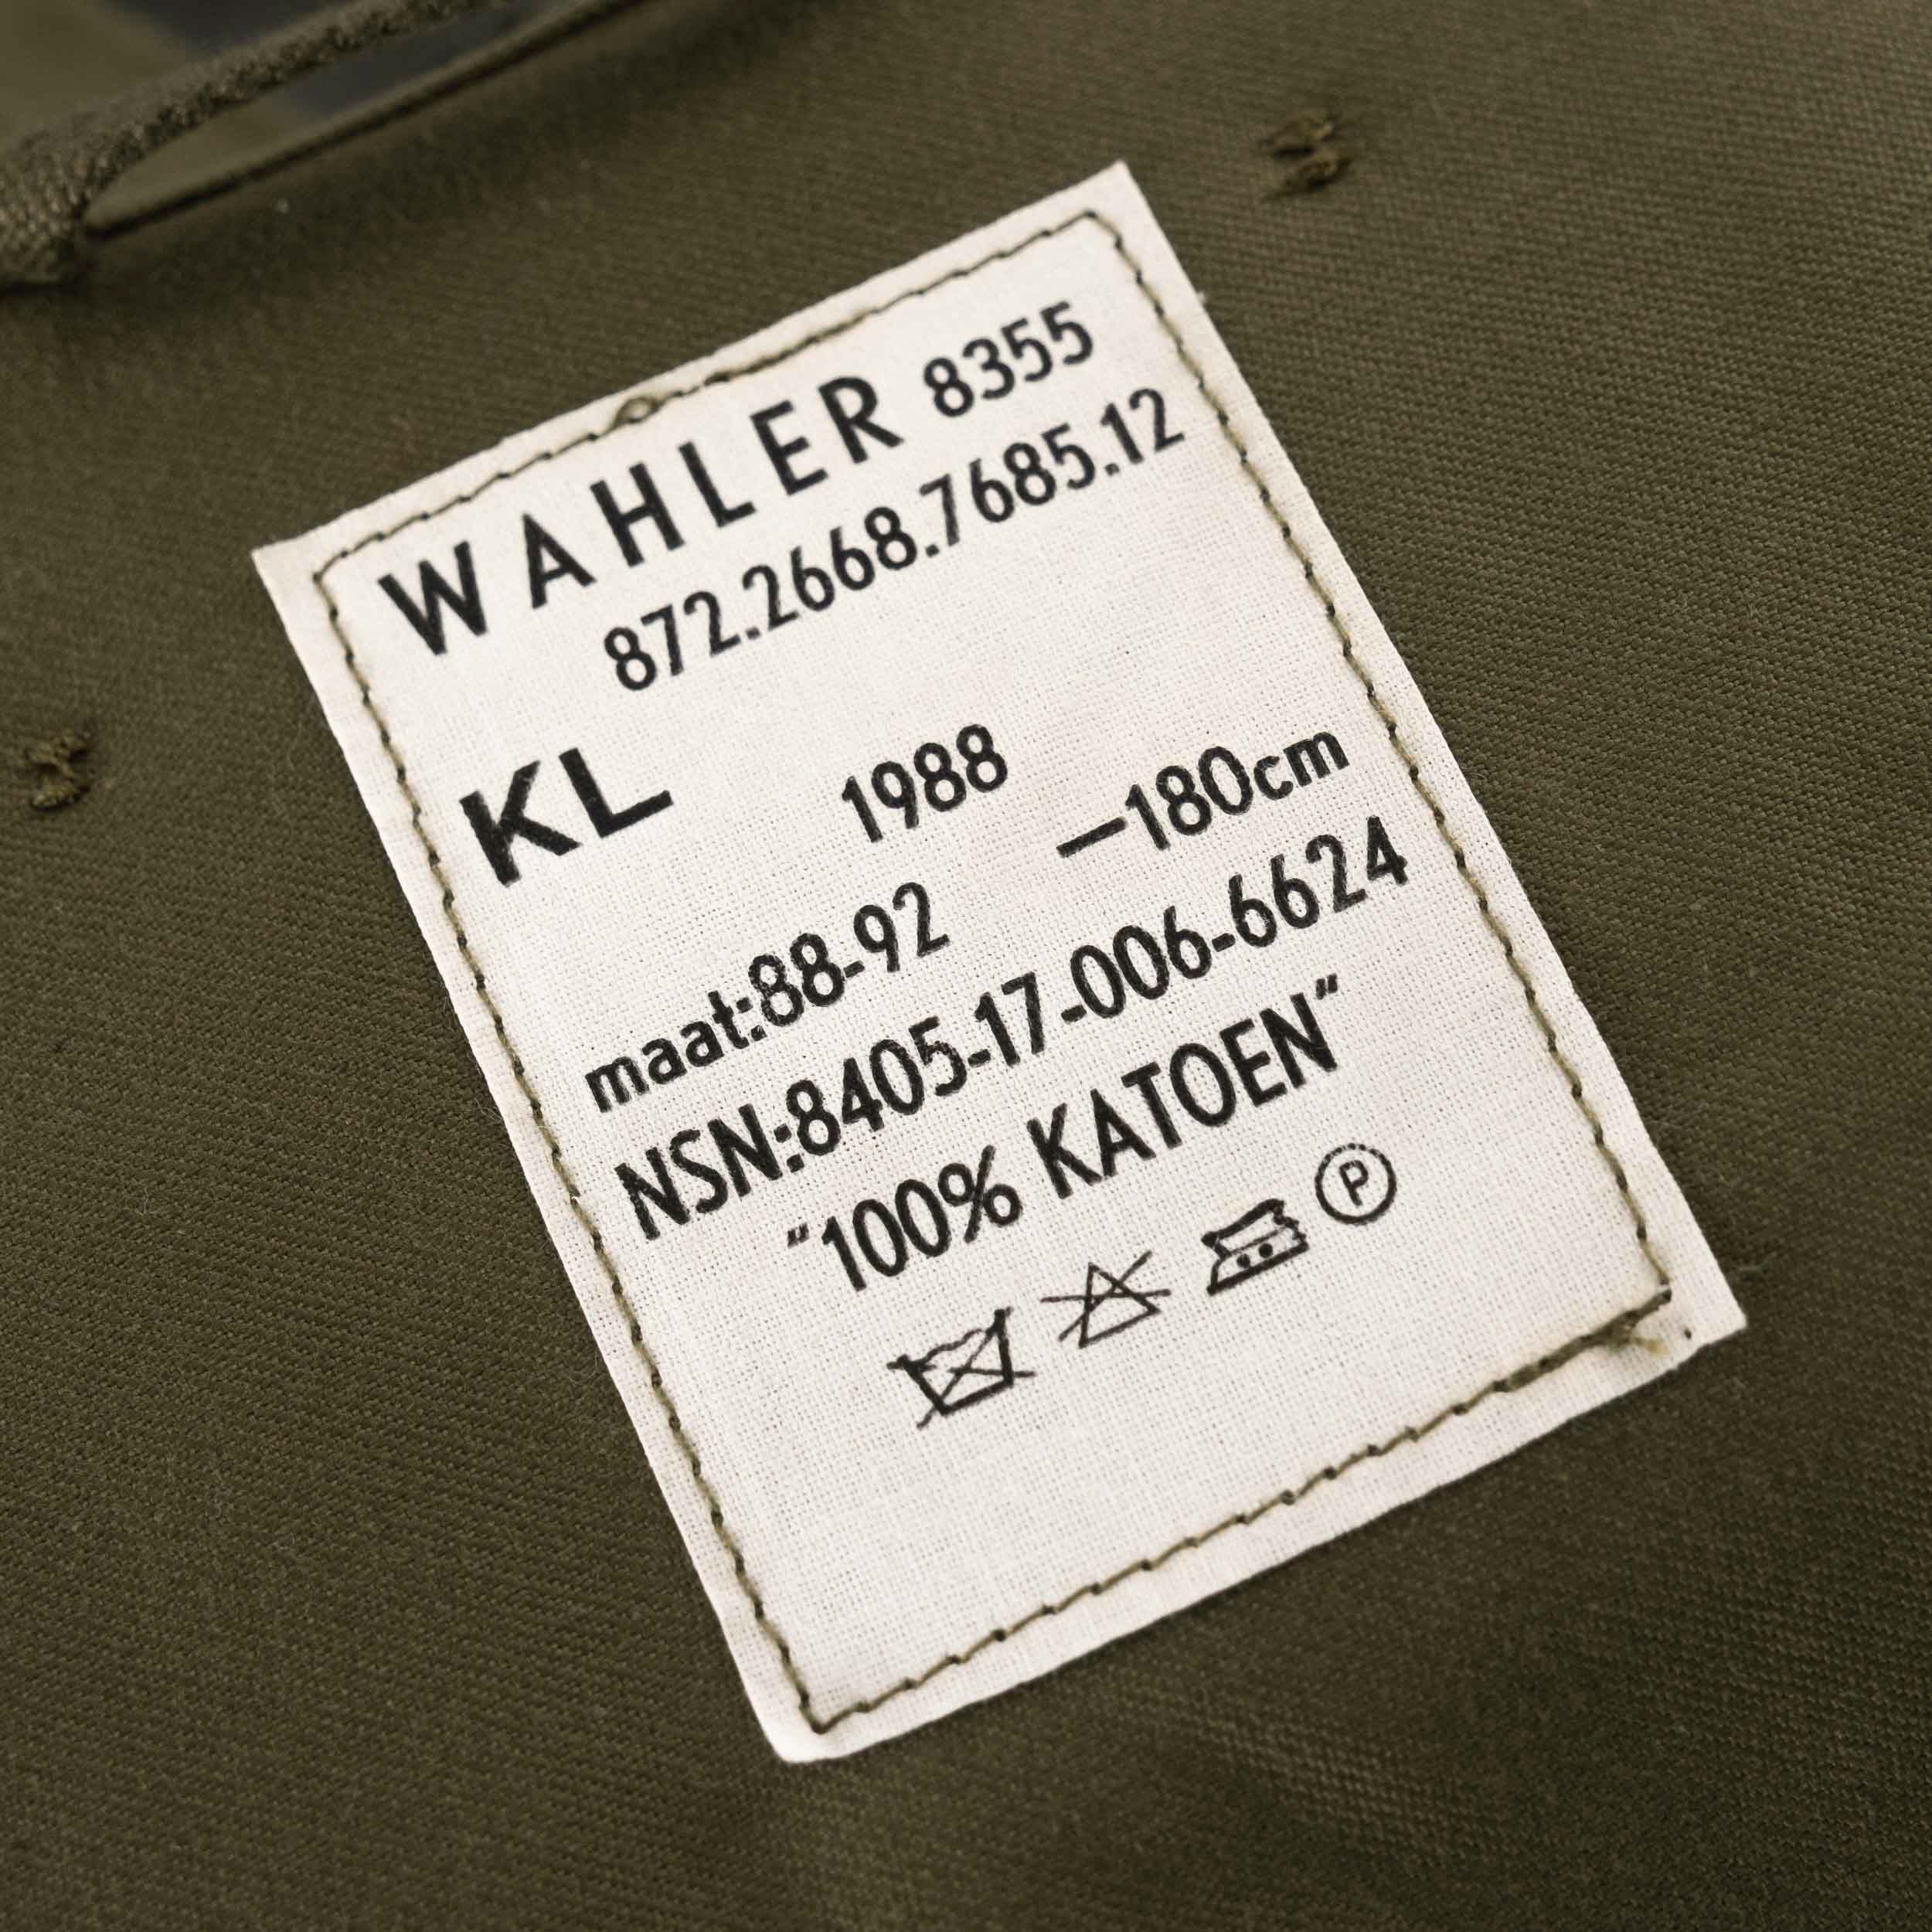 WAHLER 8355
872.2668.7685.12
KL 1988 —180cm
maat:88-92
NSN:8405-17-006-6624
"100% KATOEN"
P